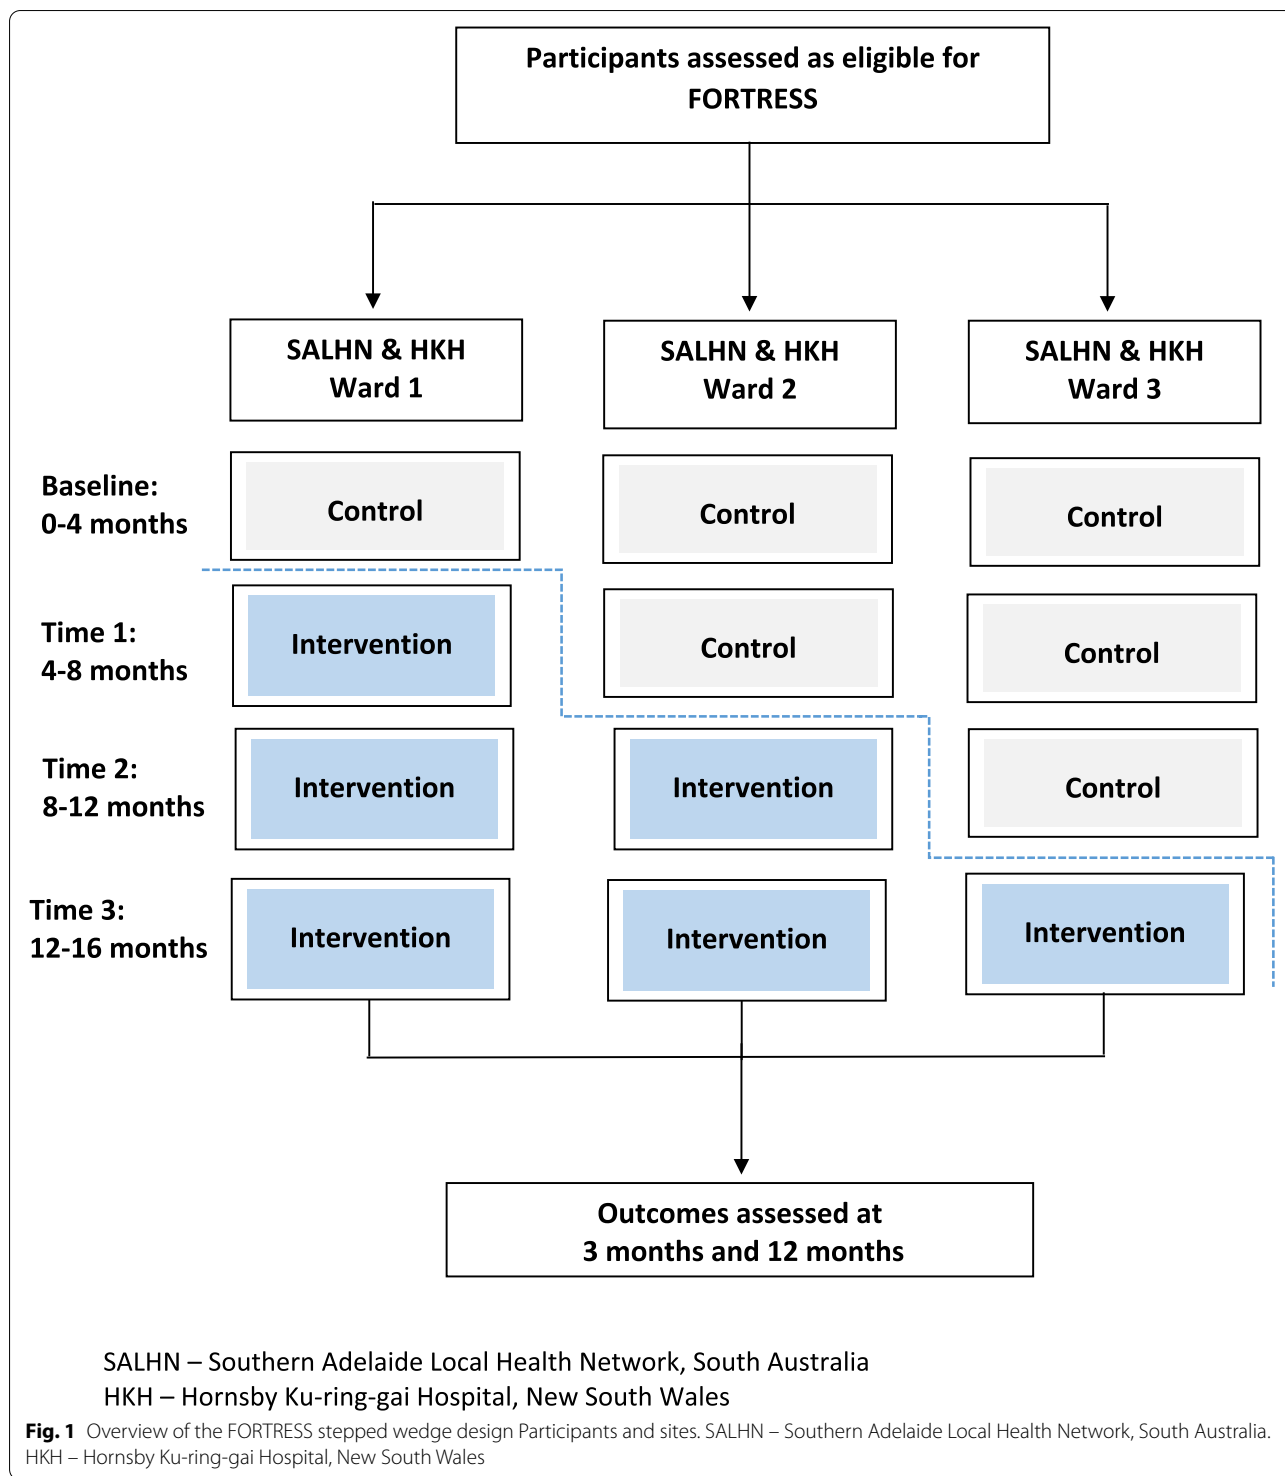 Participants assessed as eligible for
FORTRESS
SALHN & HKH
Ward 1
SALHN & HKH
Ward 2
SALHN & HKH
Ward 3
Baseline:
0-4 months
Control
Control
Control
Time 1:
4-8 months
Intervention
Control
Control
Time 2:
8-12 months
Intervention
Intervention
Control
Time 3:
12-16 months
Intervention
Intervention
Intervention
Outcomes assessed at
3 months and 12 months
SALHN – Southern Adelaide Local Health Network, South Australia
HKH – Hornsby Ku-ring-gai Hospital, New South Wales
Fig. 1 Overview of the FORTRESS stepped wedge design Participants and sites. SALHN – Southern Adelaide Local Health Network, South Australia.
HKH – Hornsby Ku-ring-gai Hospital, New South Wales